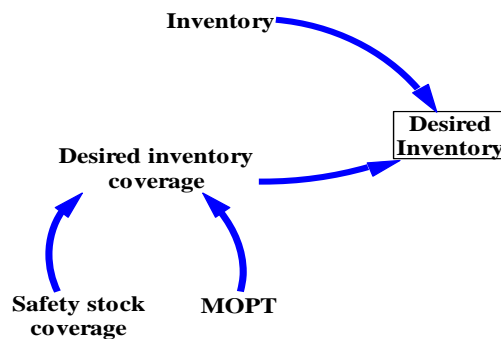 Inventory
Desired
Inventory
Desired inventory
coverage
Safety stock
coverage
MOPT